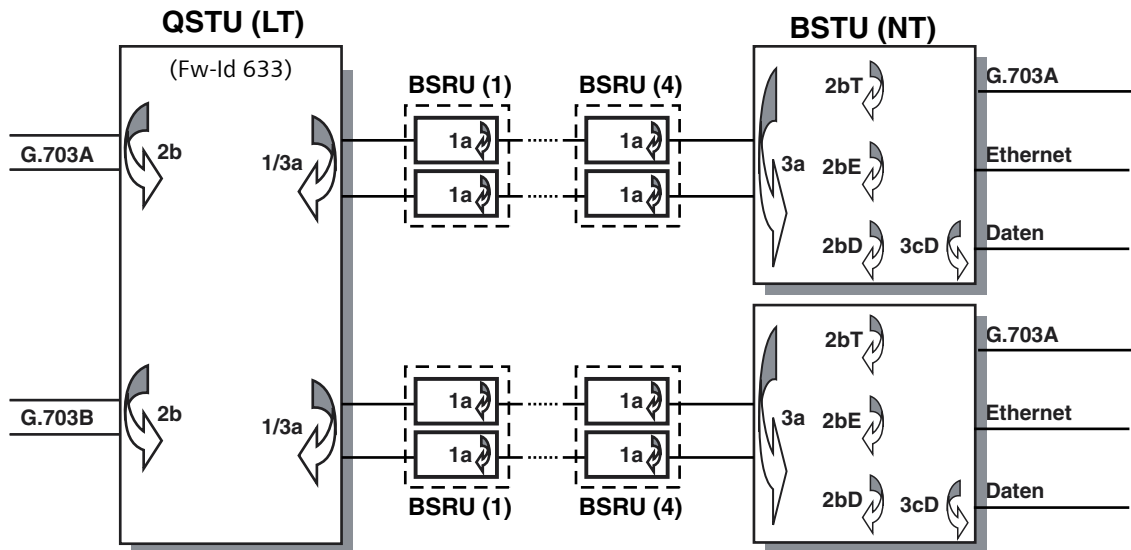 QSTU (LT)
(Fw-Id 633)
BSTU (NT)
BSRU (1)
BSRU (4)
G.703A
2b
1/3a
1a
1a
1a
1a
3a
2bT
2bE
2bD
3cD
G.703A
Ethernet
Daten
G.703B
2b
1/3a
1a
1a
1a
1a
BSRU (1)
BSRU (4)
3a
2bT
2bE
2bD
3cD
G.703A
Ethernet
Daten